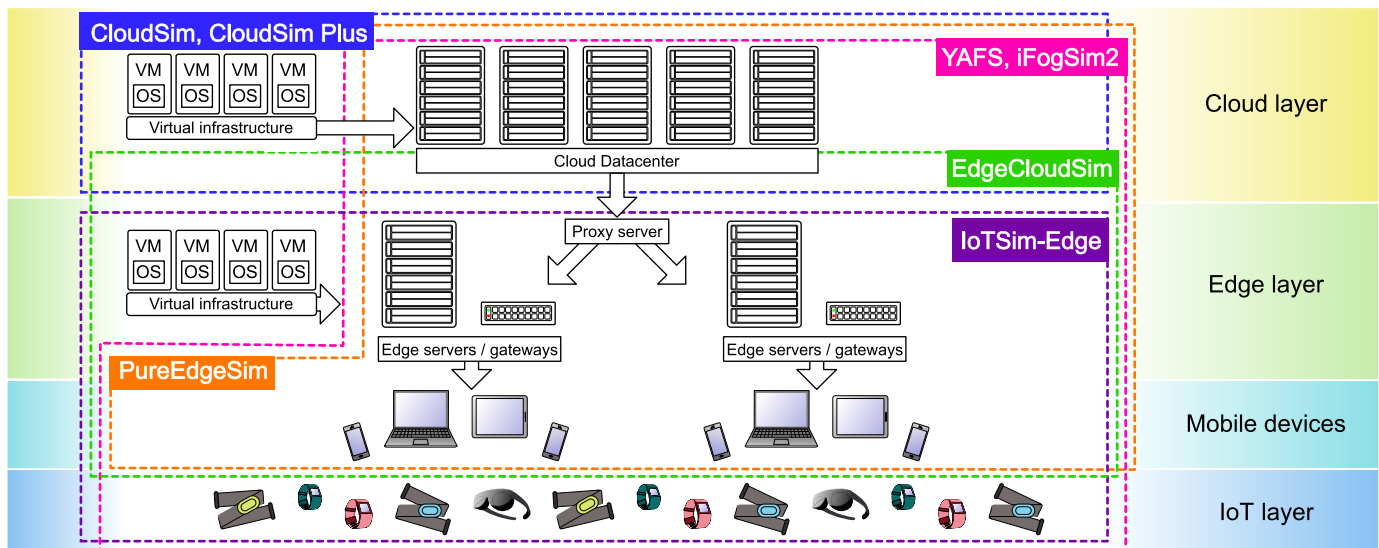 CloudSim, CloudSim Plus
YAFS, iFogSim2
VM VM VM VM
OS OS OS OS
Virtual infrastructure
Cloud layer
Cloud Datacenter
EdgeCloudSim
Proxy server
IoTSim-Edge
VM VM VM VM
OS OS OS OS
Virtual infrastructure
Edge layer
Edge servers / gateways
Edge servers / gateways
PureEdgeSim
Mobile devices
IoT layer